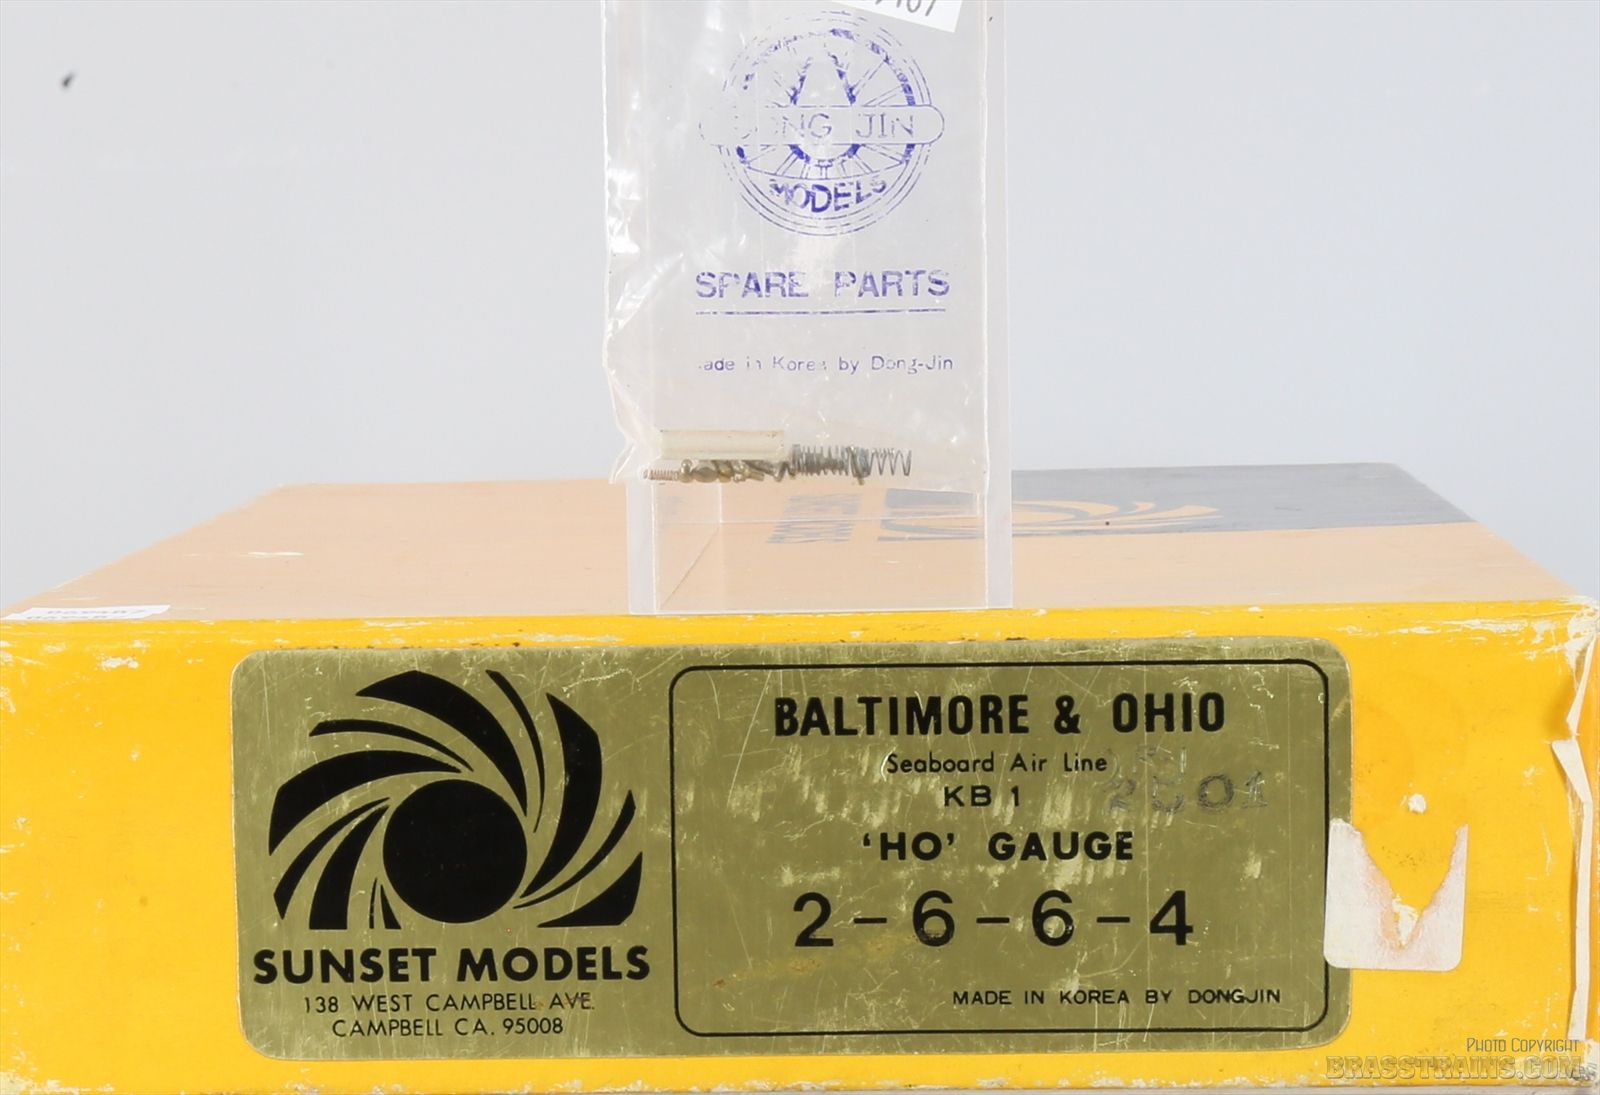 DONG JIN
MODELS
SPARE PARTS
made in Korea by Dong-Jin
BALTIMORE & OHIO
(Seaboard Air Line)
KB 1
2501
'HO' GAUGE
2-6-6-4
MADE IN KOREA BY DONGJIN
SUNSET MODELS
138 WEST CAMPBELL AVE.
CAMPBELL CA. 95008
PHOTO COPYRIGHT
BRASSTRAINS.COM